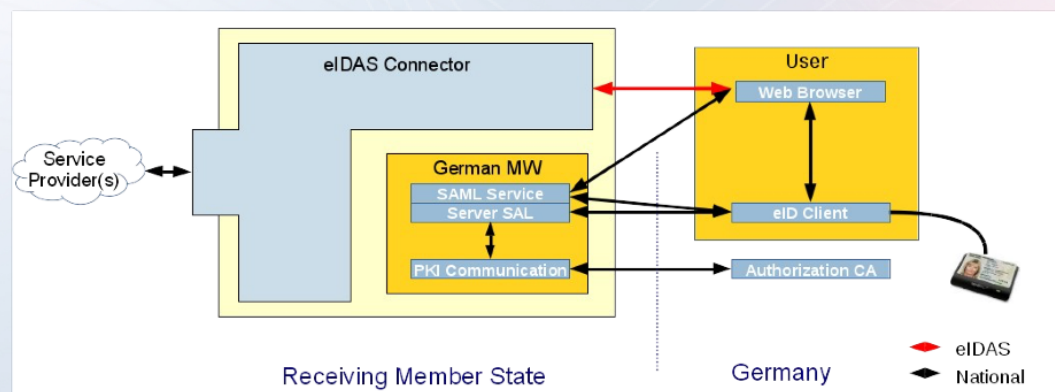 eIDAS Connector
User
Web Browser
Service
Provider(s)
German MW
SAML Service
Server SAL
eID Client
PKI Communication
Authorization CA
eIDAS
National
Receiving Member State
Germany